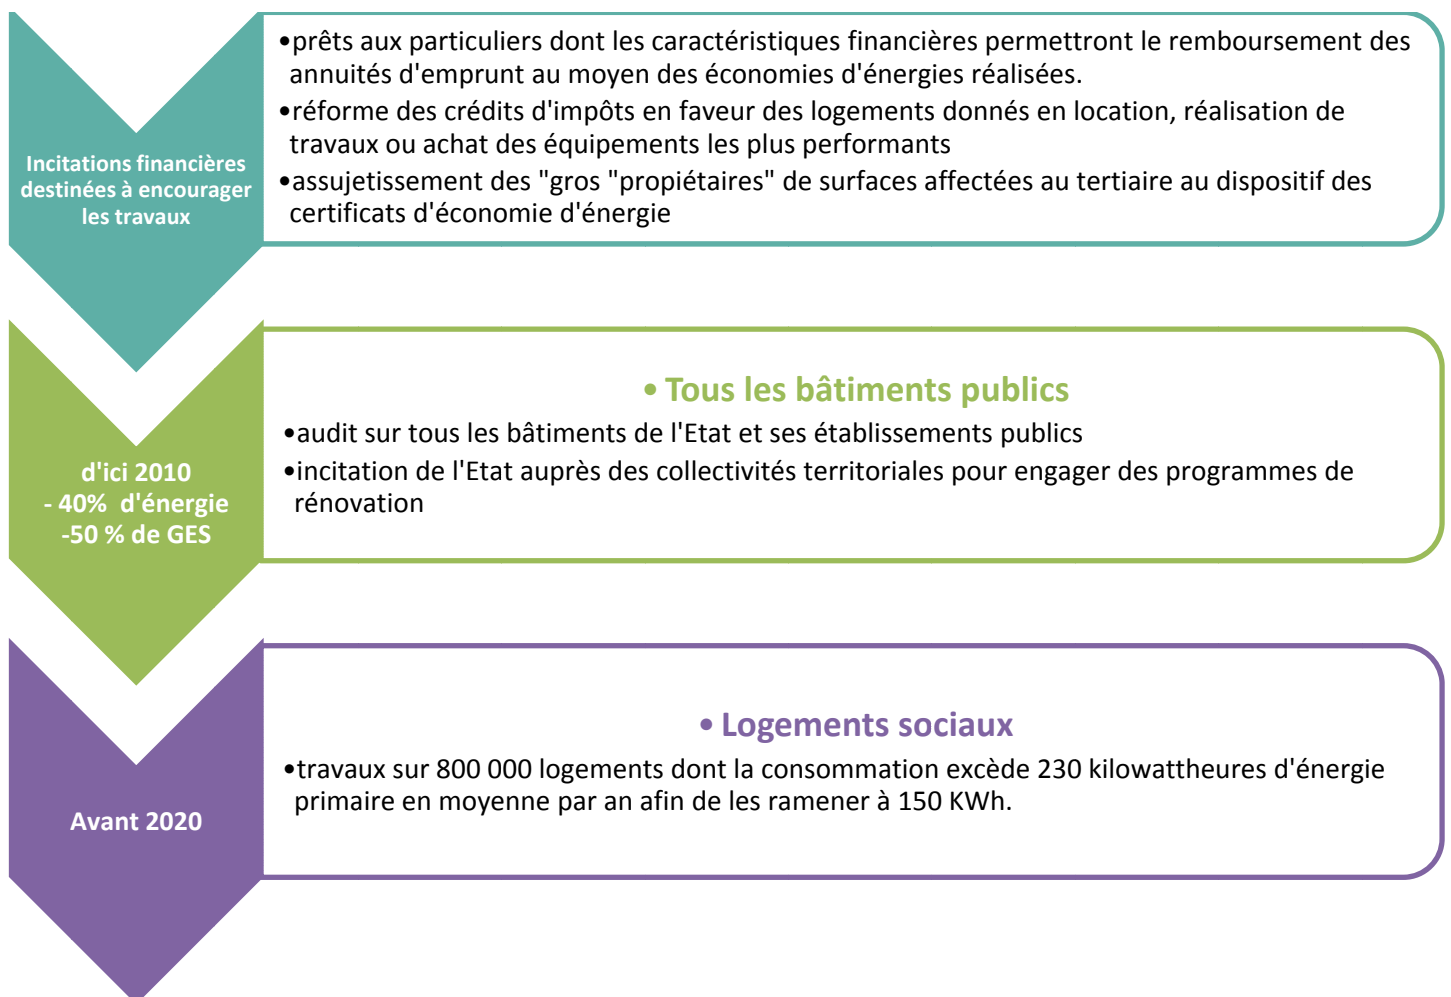 Incitations financières
destinées à encourager
les travaux
•prêts aux particuliers dont les caractéristiques financières permettront le remboursement des
annuités d'emprunt au moyen des économies d'énergies réalisées.
•réforme des crédits d'impôts en faveur des logements donnés en location, réalisation de
travaux ou achat des équipements les plus performants
•assujetissement des "gros "propiétaires" de surfaces affectées au tertiaire au dispositif des
certificats d'économie d'énergie
d'ici 2010
- 40% d'énergie
-50 % de GES
• Tous les bâtiments publics
•audit sur tous les bâtiments de l'Etat et ses établissements publics
•incitation de l'Etat auprès des collectivités territoriales pour engager des programmes de
rénovation
Avant 2020
• Logements sociaux
•travaux sur 800 000 logements dont la consommation excède 230 kilowattheures d'énergie
primaire en moyenne par an afin de les ramener à 150 KWh.